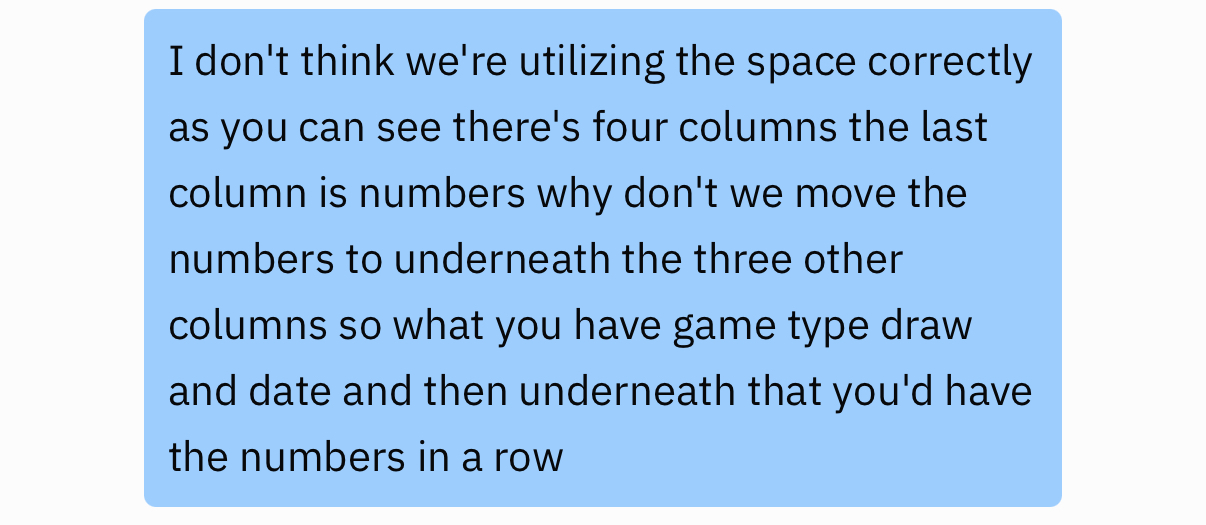 I don't think we're utilizing the space correctly
as you can see there's four columns the last
column is numbers why don't we move the
numbers to underneath the three other
columns so what you have game type draw
and date and then underneath that you'd have
the numbers in a row